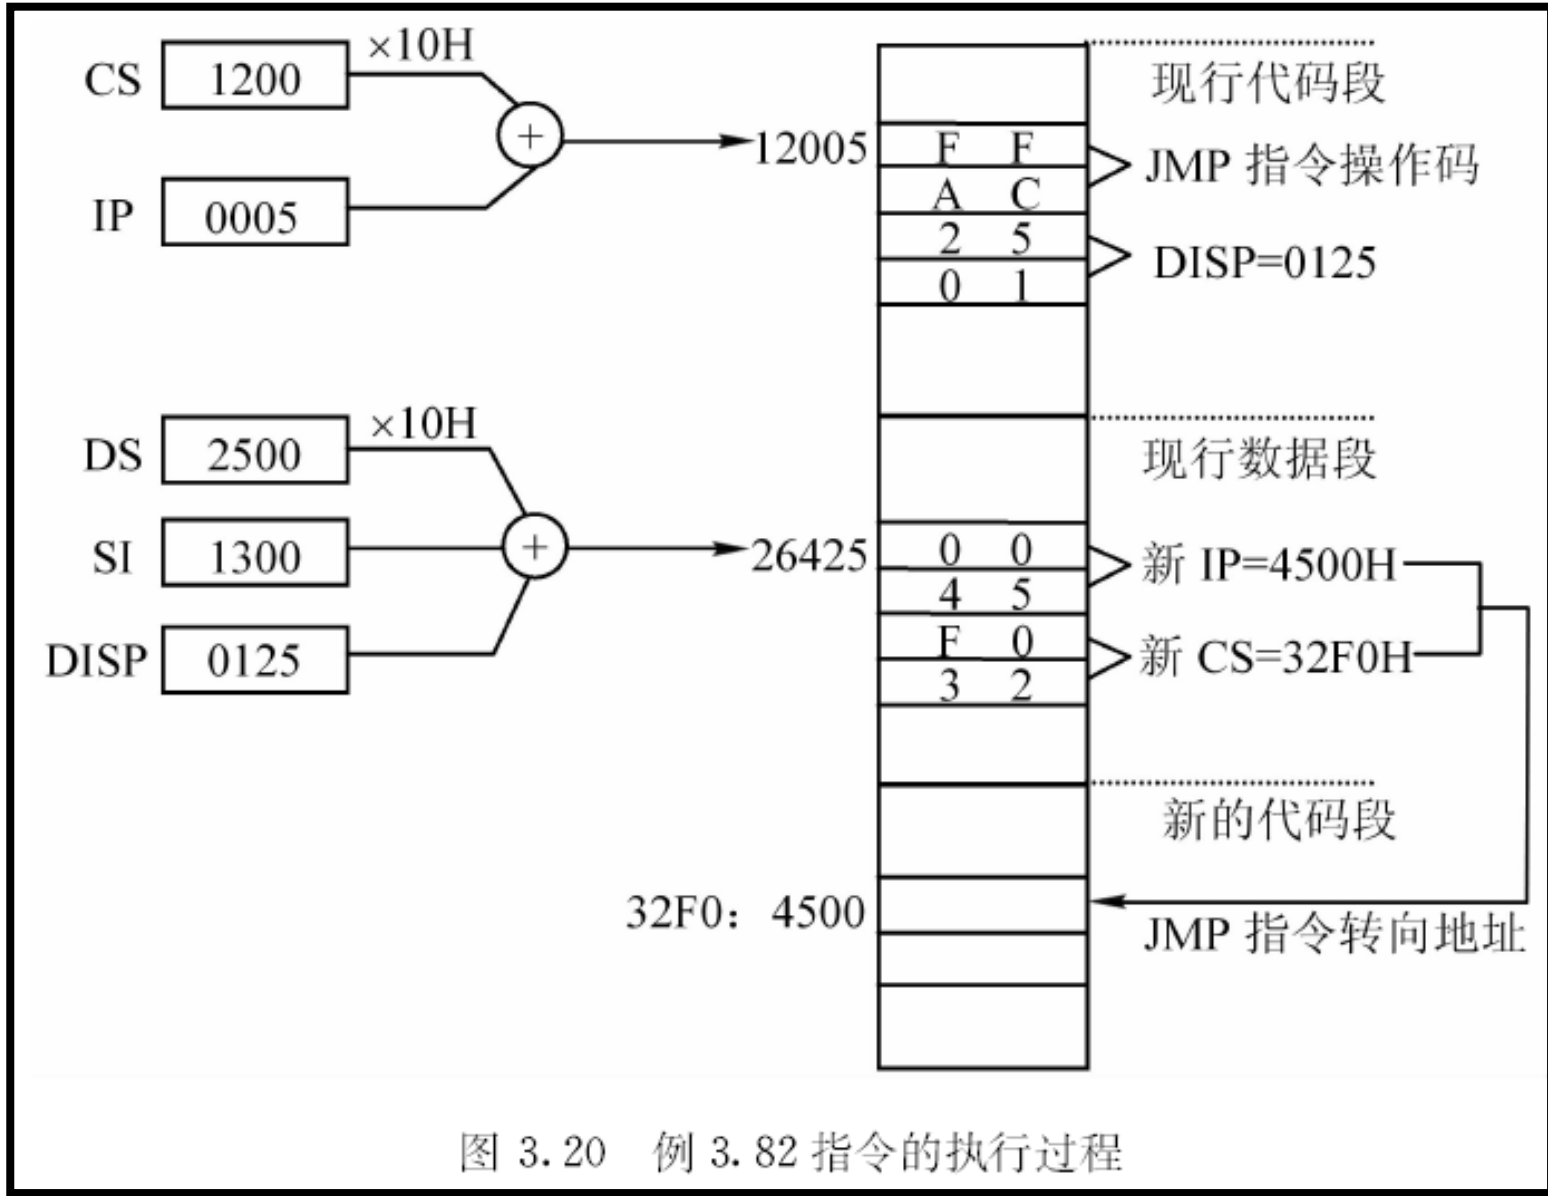 CS 1200 ×10H
现行代码段
12005 F F
JMP 指令操作码
IP 0005
A C
2 5
DISP=0125
0 1
DS 2500 ×10H
现行数据段
SI 1300
26425 0 0
新 IP=4500H
4 5
F 0
新 CS=32F0H
DISP 0125
3 2
新的代码段
32F0：4500
JMP 指令转向地址
图 3.20 例 3.82 指令的执行过程